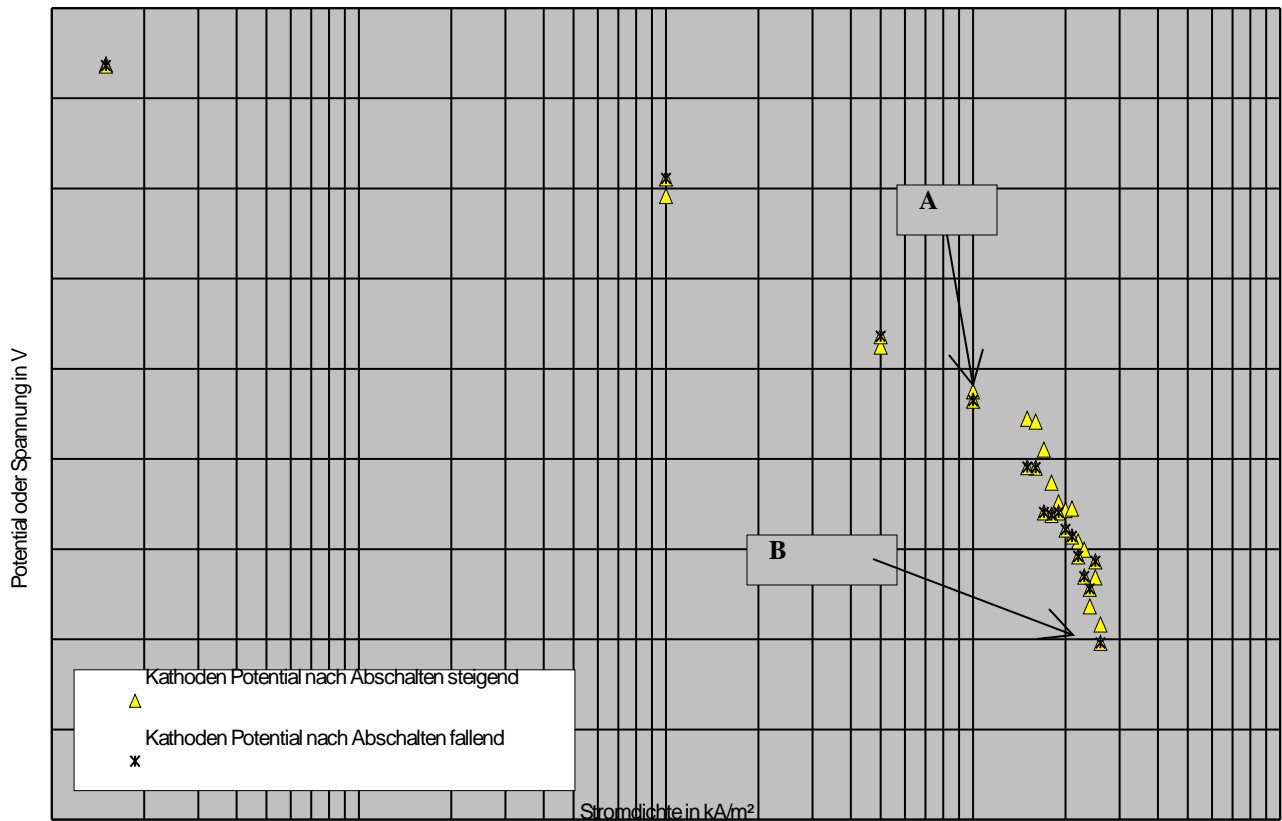 A
Potential oder Spannung in V
B
Kathoden Potential nach Abschalten steigend
Kathoden Potential nach Abschalten fallend
Stromdichte in kA/m²